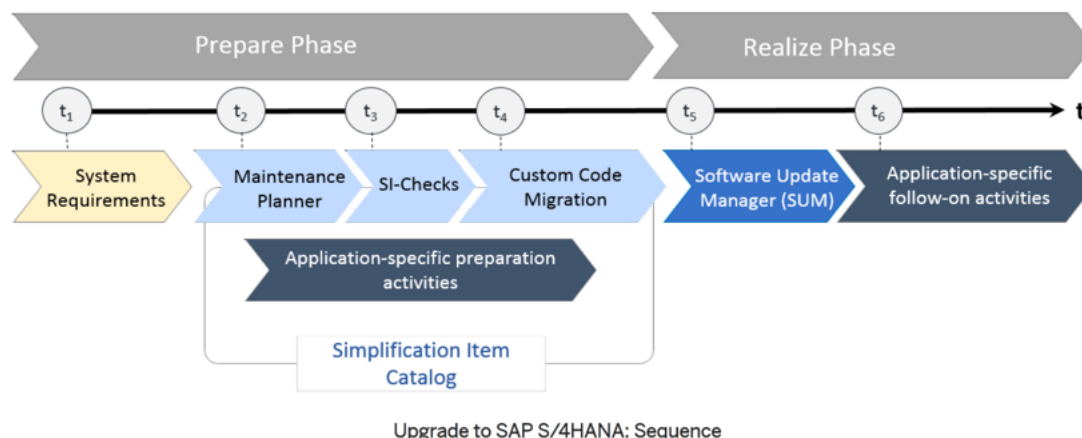 Prepare Phase
Realize Phase
t1
t2
t3
t4
t5
t6
t
System
Requirements
Maintenance
Planner
SI-Checks
Custom Code
Migration
Software Update
Manager (SUM)
Application-specific
follow-on activities
Application-specific preparation
activities
Simplification Item
Catalog
Upgrade to SAP S/4HANA: Sequence